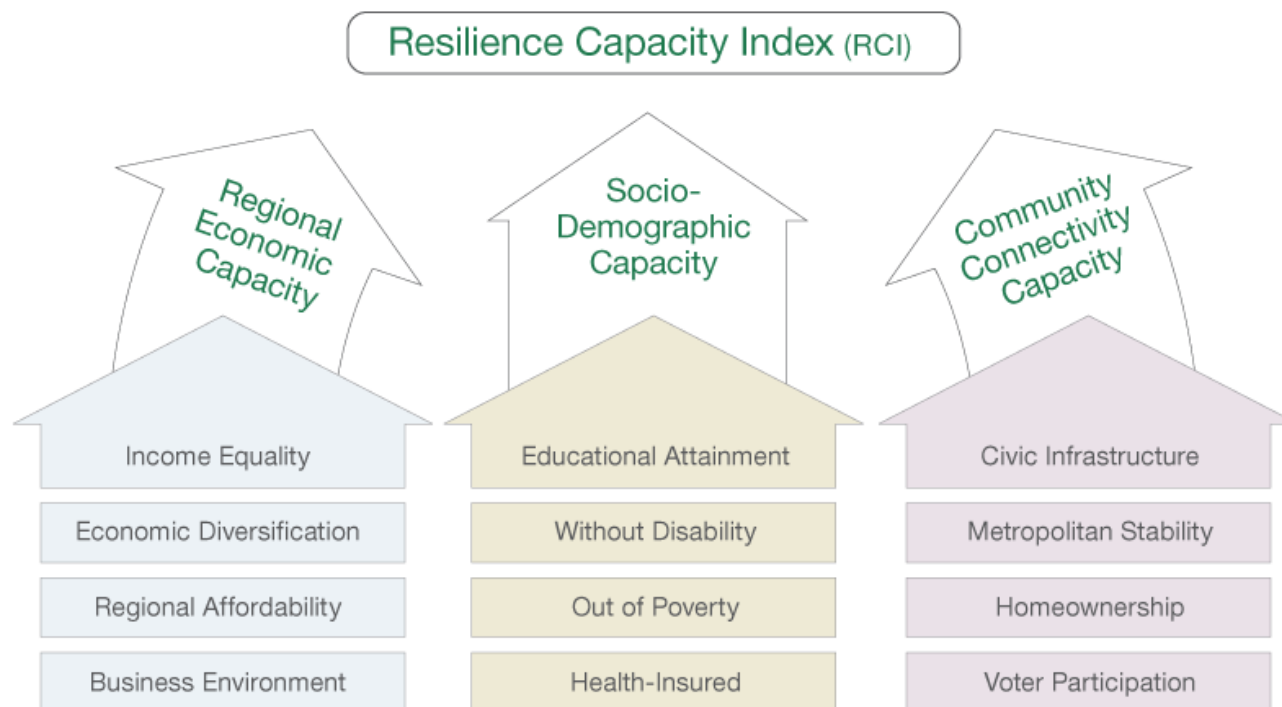 Resilience Capacity Index (RCI)
Regional
Economic
Capacity
Socio-
Demographic
Capacity
Community
Connectivity
Capacity
Income Equality
Economic Diversification
Regional Affordability
Business Environment
Educational Attainment
Without Disability
Out of Poverty
Health-Insured
Civic Infrastructure
Metropolitan Stability
Homeownership
Voter Participation